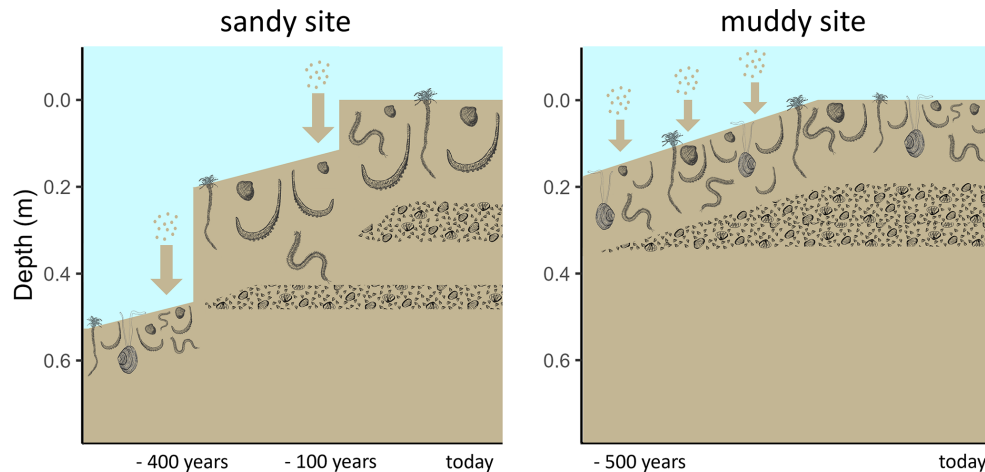 sandy site
muddy site
Depth (m)
0.0
0.2
0.4
0.6
- 400 years
- 100 years
today
0.0
0.2
0.4
0.6
- 500 years
today